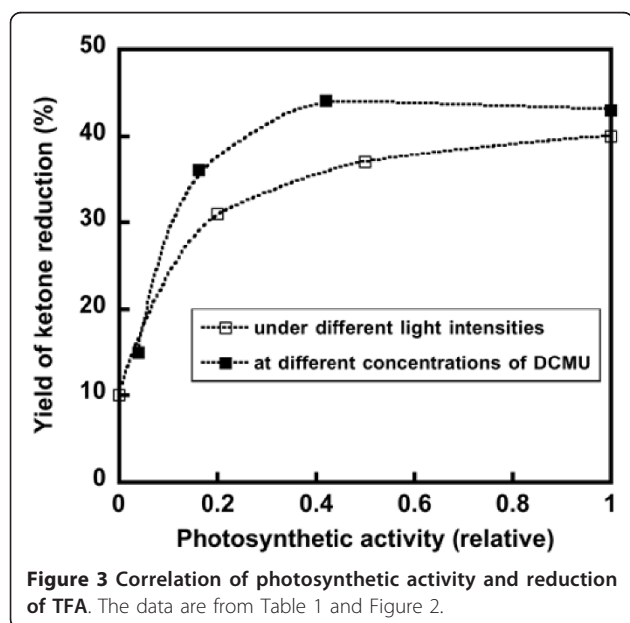 50
40
30
20
10
0
Yield of ketone reduction (%)
under different light intensities
at different concentrations of DCMU
0 0.2 0.4 0.6 0.8 1
Photosynthetic activity (relative)
Figure 3 Correlation of photosynthetic activity and reduction
of TFA. The data are from Table 1 and Figure 2.